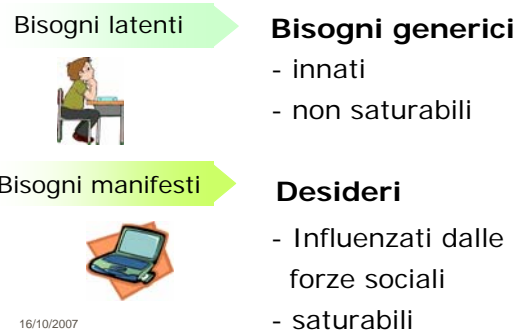 Bisogni latenti
Bisogni generici
- innati
- non saturabili
Bisogni manifesti
Desideri
- Influenzati dalle
forze sociali
- saturabili
16/10/2007